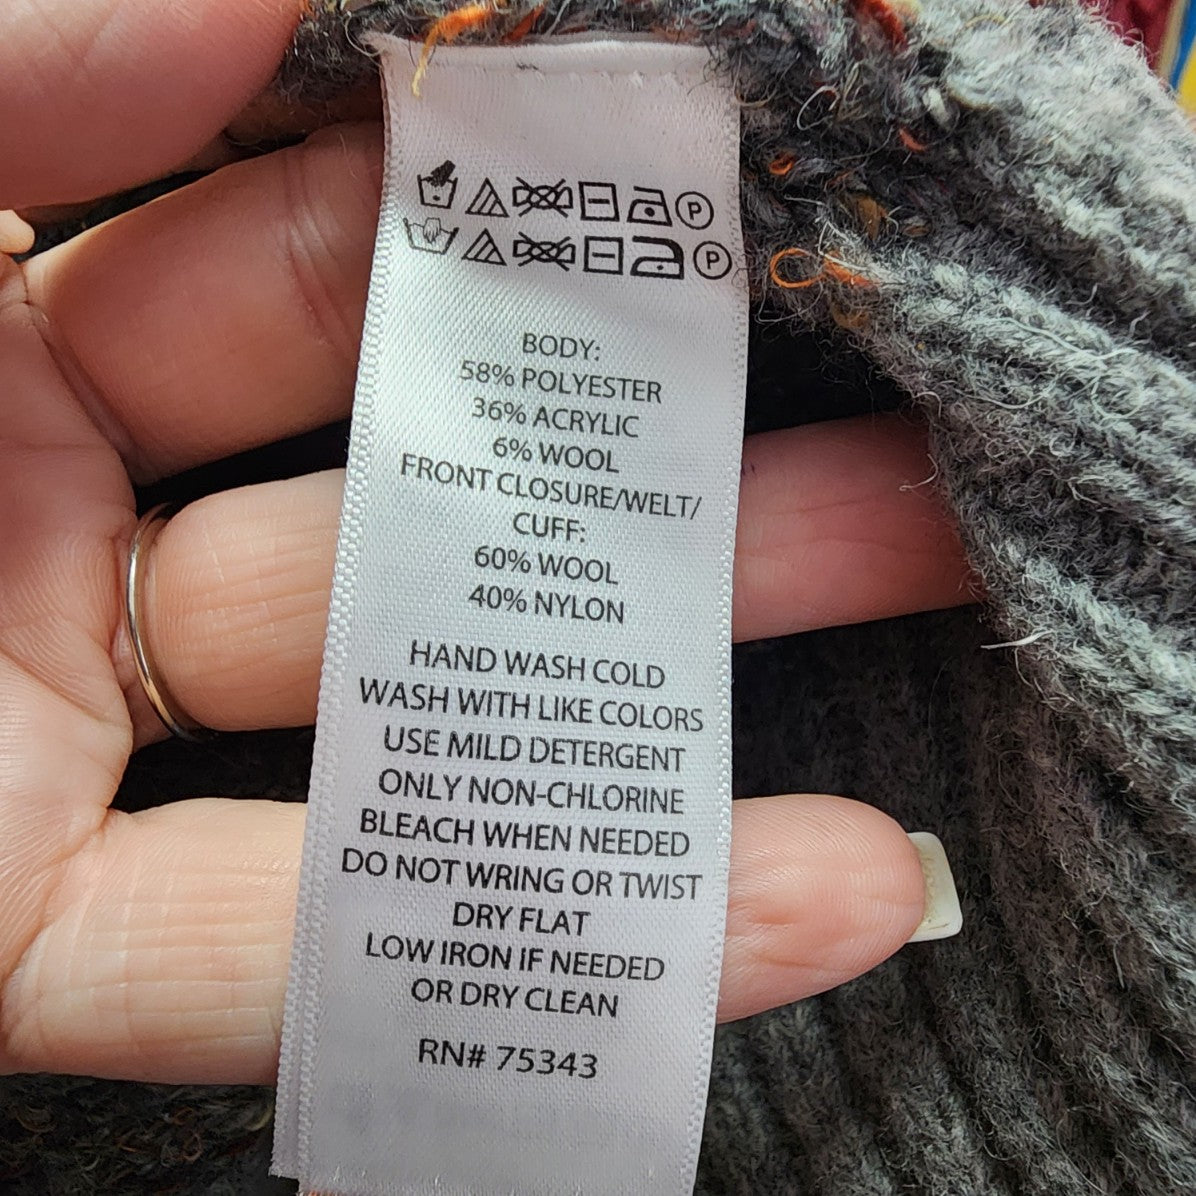 P
P
BODY:
58% POLYESTER
36% ACRYLIC
6% WOOL
FRONT CLOSURE/WELT/
CUFF:
60% WOOL
40% NYLON
HAND WASH COLD
WASH WITH LIKE COLORS
USE MILD DETERGENT
ONLY NON-CHLORINE
BLEACH WHEN NEEDED
DO NOT WRING OR TWIST
DRY FLAT
LOW IRON IF NEEDED
OR DRY CLEAN
RN# 75343